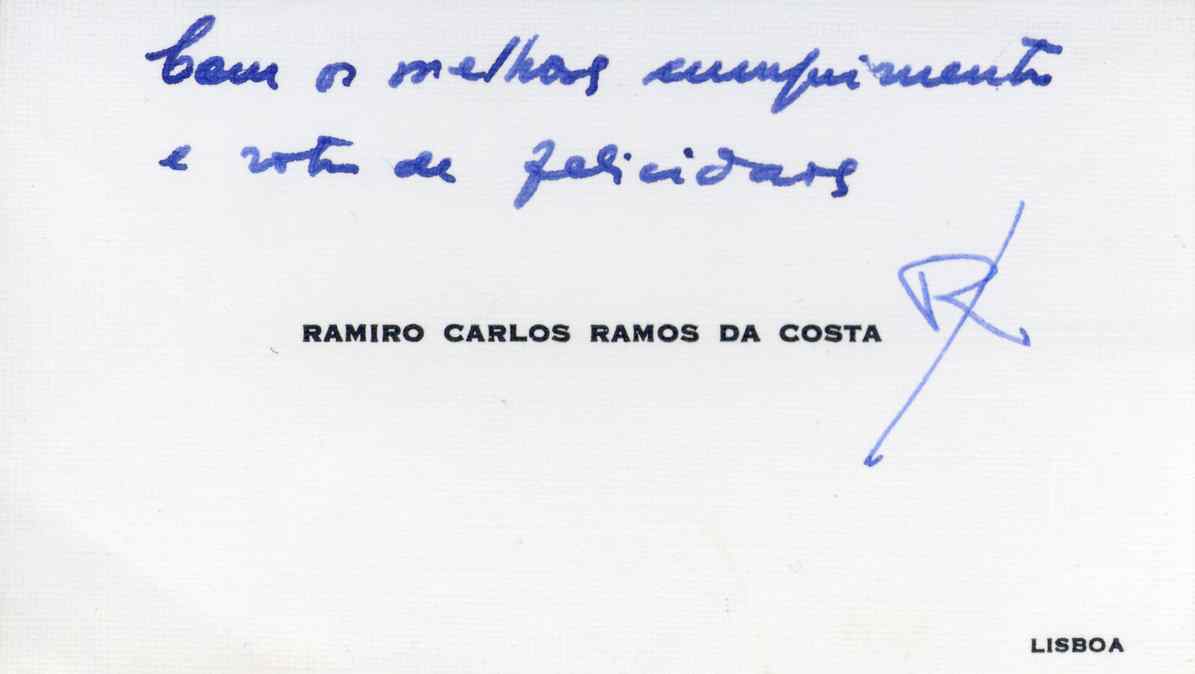 Com os melhores cumprimentos
e votos de felicidades
RAMIRO CARLOS RAMOS DA COSTA
LISBOA